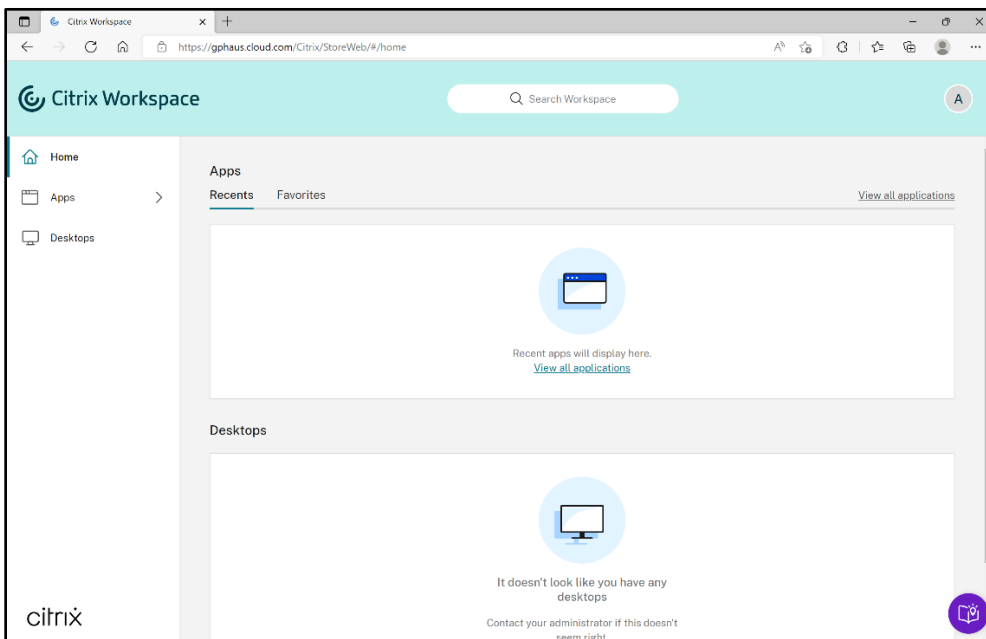 Citrix Workspace
https://gphaus.cloud.com/Citrix/StoreWeb/#/home
Citrix Workspace
Search Workspace
A
Home
Apps
Desktops
Apps
Recents Favorites View all applications
Recent apps will display here.
View all applications
Desktops
It doesn't look like you have any
desktops
Contact your administrator if this doesn't
seem right
citrix